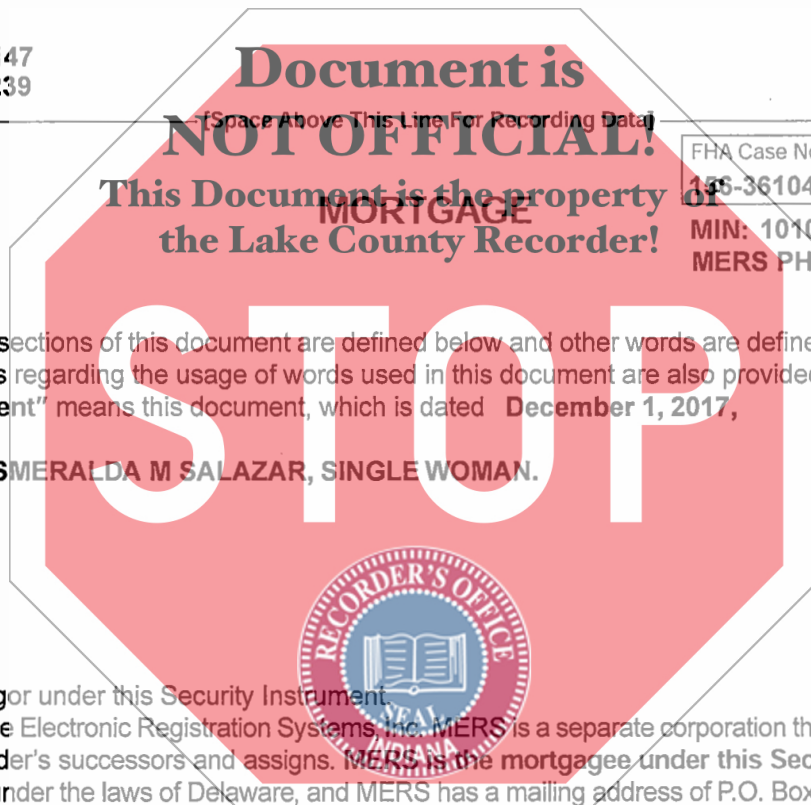 147
239
Document is
[Space Above This Line For Recording Data]
NOT OFFICIAL!
FHA Case No
156-36104
This Document is the property of
MORTGAGE
the Lake County Recorder!
MIN: 1010
MERS PH
STOP
sections of this document are defined below and other words are define
s regarding the usage of words used in this document are also provided
ent" means this document, which is dated December 1, 2017,
SMERALDA M SALAZAR, SINGLE WOMAN.
RECORDER'S OFFICE
SEAL
INDIANA
gor under this Security Instrument.
e Electronic Registration Systems, Inc. MERS is a separate corporation th
der's successors and assigns. MERS is the mortgagee under this Sec
nder the laws of Delaware, and MERS has a mailing address of P.O. Box